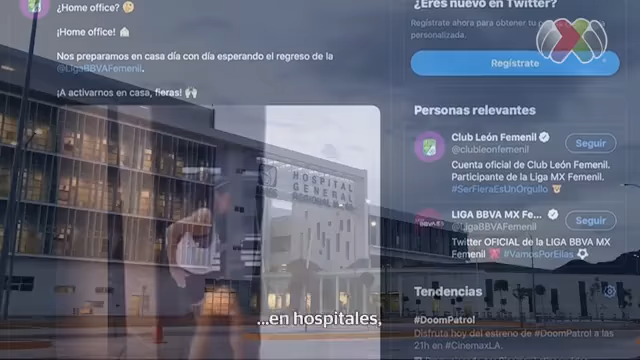 ¿Home office? 🤔
¡Home office! 🏠
Nos preparamos en casa día con día esperando el regreso de la
@LigaBBVAFemenil.
¡A activarnos en casa, fieras! 🙌
¿Eres nuevo en Twitter?
Regístrate ahora para obtener tu
personalizada.
Regístrate
Personas relevantes
Club León Femenil
@clubleonfemenil
Seguir
Cuenta oficial de Club León Femenil.
Participante de la Liga MX Femenil.
#SerFieraEsUnOrgullo 🦁
LIGA BBVA MX Fe...
@LigaBBVAFemenil
Seguir
Twitter OFICIAL de la LIGA BBVA MX
Femenil #VamosPorEllas ⚽
Tendencias
#DoomPatrol
Disfruta hoy del estreno de #DoomPatrol a las
21h en #CinemaxLA.
HOSPITAL
GENERAL
REGIONAL
...en hospitales,